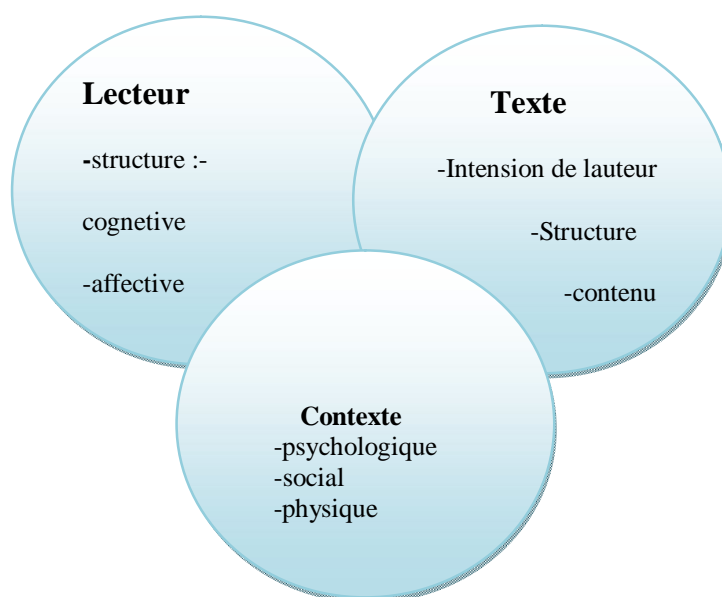 Lecteur
-structure :-
cognetive
-affective
Texte
-Intension de lauteur
-Structure
-contenu
Contexte
-psychologique
-social
-physique